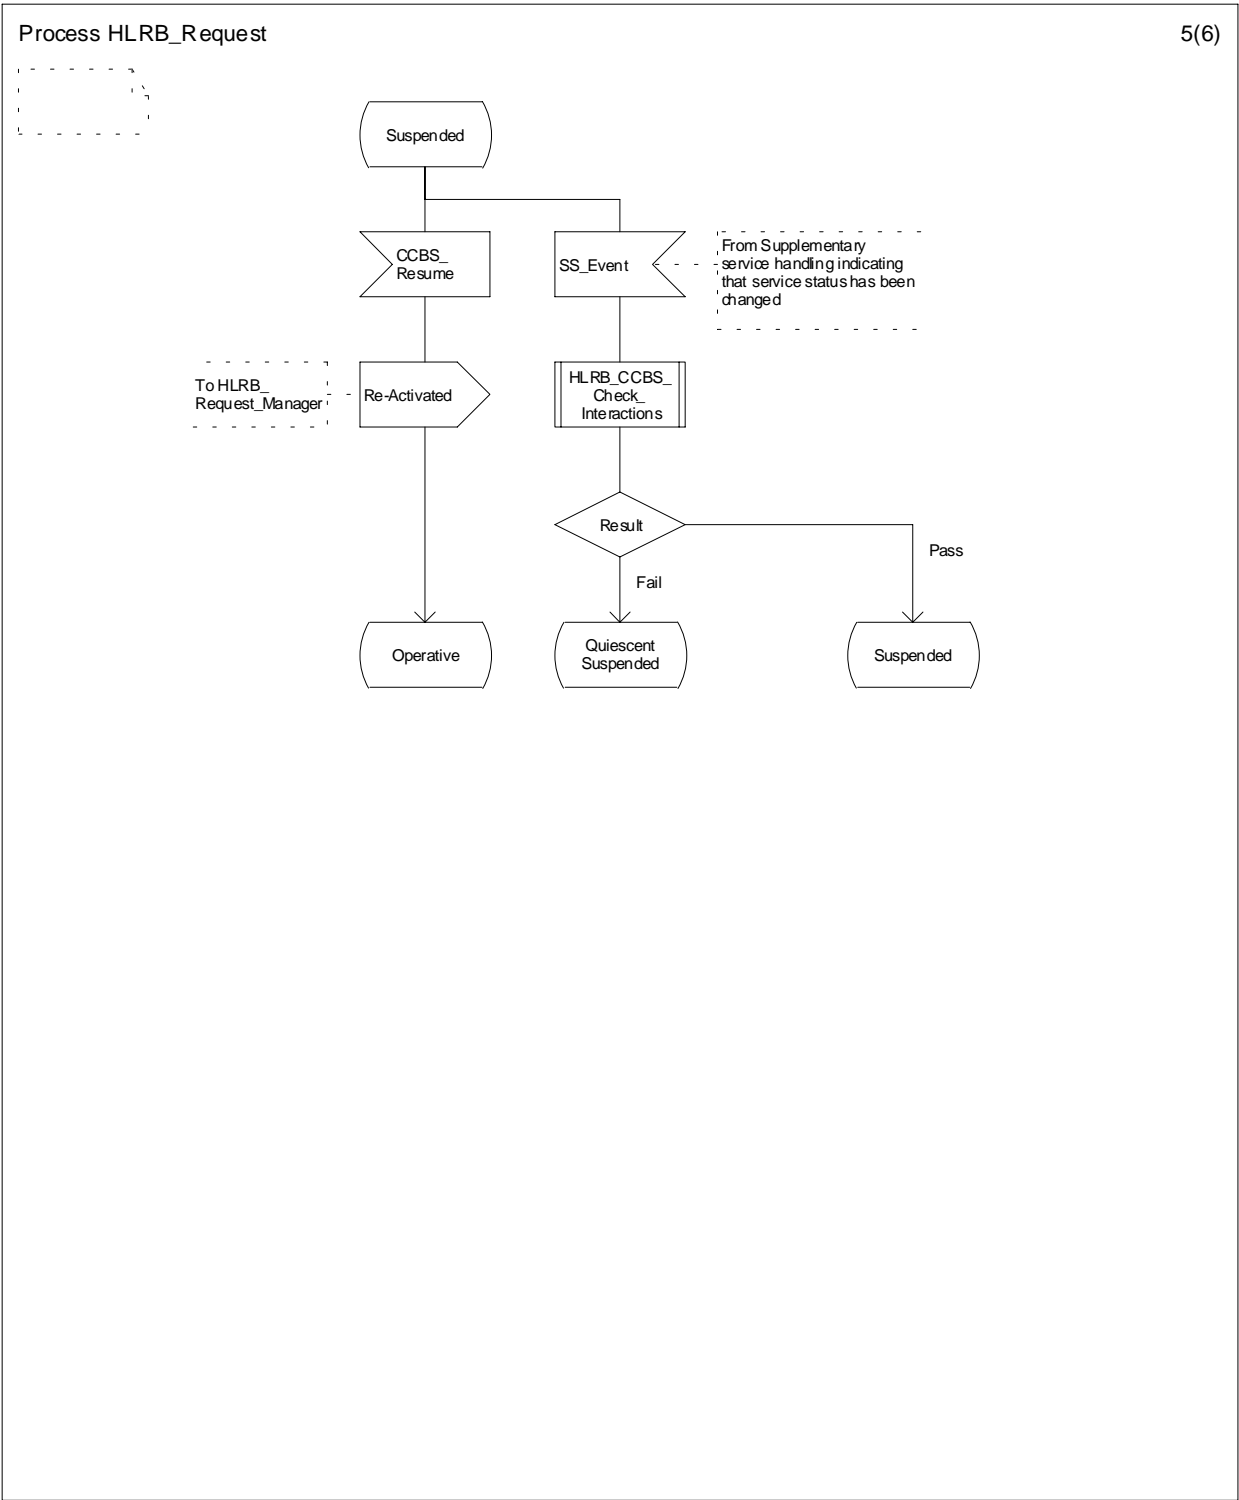 Process HLRB_Request
5(6)
Suspended
CCBS_
Resume
SS_Event
From Supplementary
service handling indicating
that service status has been
changed
To HLRB_
Request_Manager
Re-Activated
HLRB_CCBS_
Check_
Interactions
Result
Pass
Fail
Operative
Quiescent
Suspended
Suspended